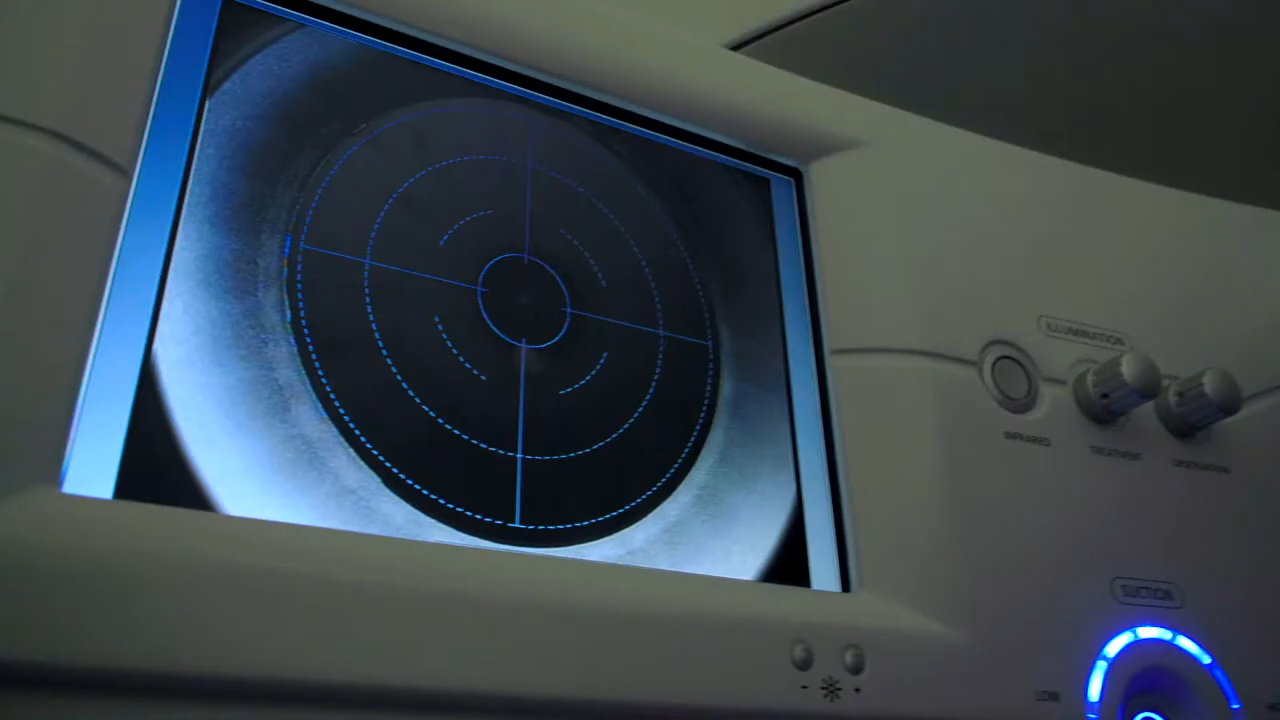 ILLUMINATION
INFRARED
TREATMENT
OBSERVATION
SUCTION
LOW
- +